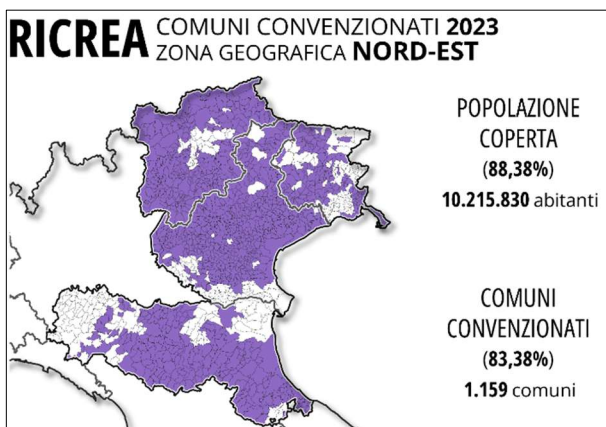 RICREA COMUNI CONVENZIONATI 2023
ZONA GEOGRAFICA NORD-EST
POPOLAZIONE
COPERTA
(88,38%)
10.215.830 abitanti
COMUNI
CONVENZIONATI
(83,38%)
1.159 comuni